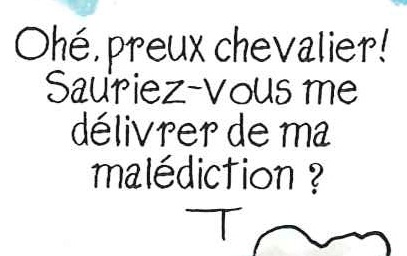 Ohé, preux chevalier!
Sauriez-vous me
délivrer de ma
malédiction ?